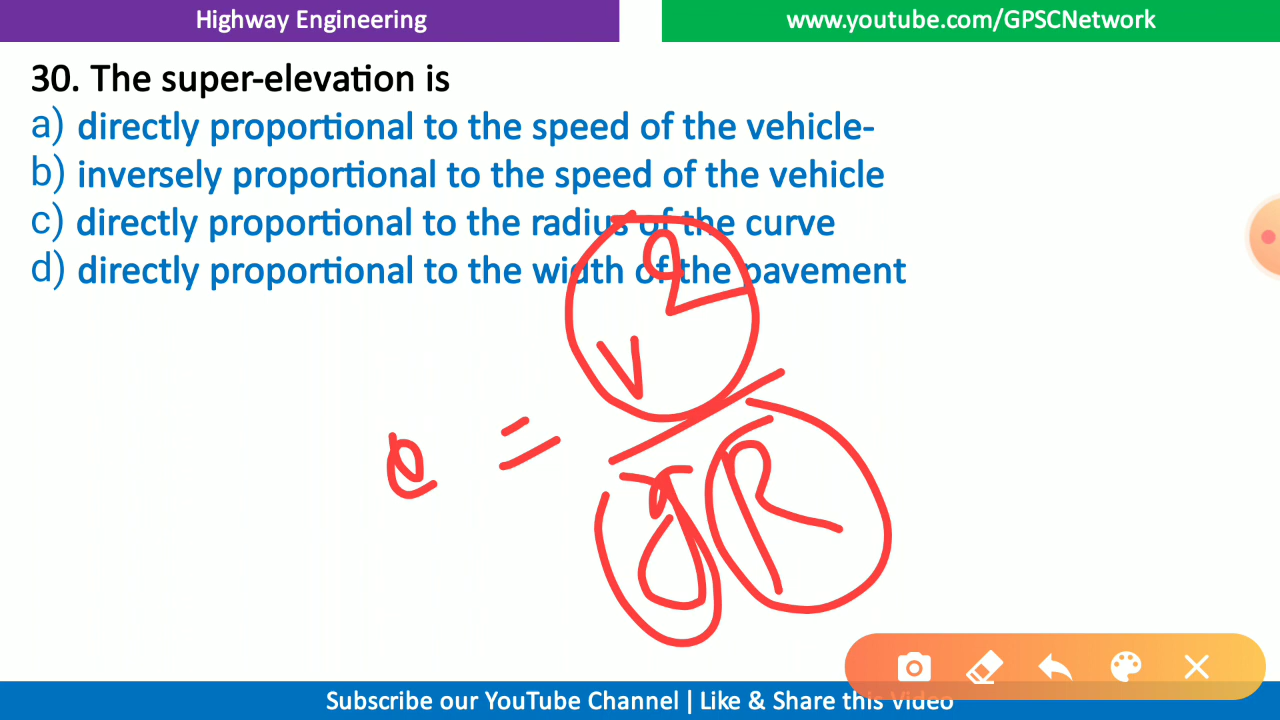 Highway Engineering
www.youtube.com/GPSCNetwork
30. The super-elevation is
a) directly proportional to the speed of the vehicle-
b) inversely proportional to the speed of the vehicle
c) directly proportional to the radius of the curve
d) directly proportional to the width of the pavement
e = V² / gR
Subscribe our YouTube Channel | Like & Share this Video